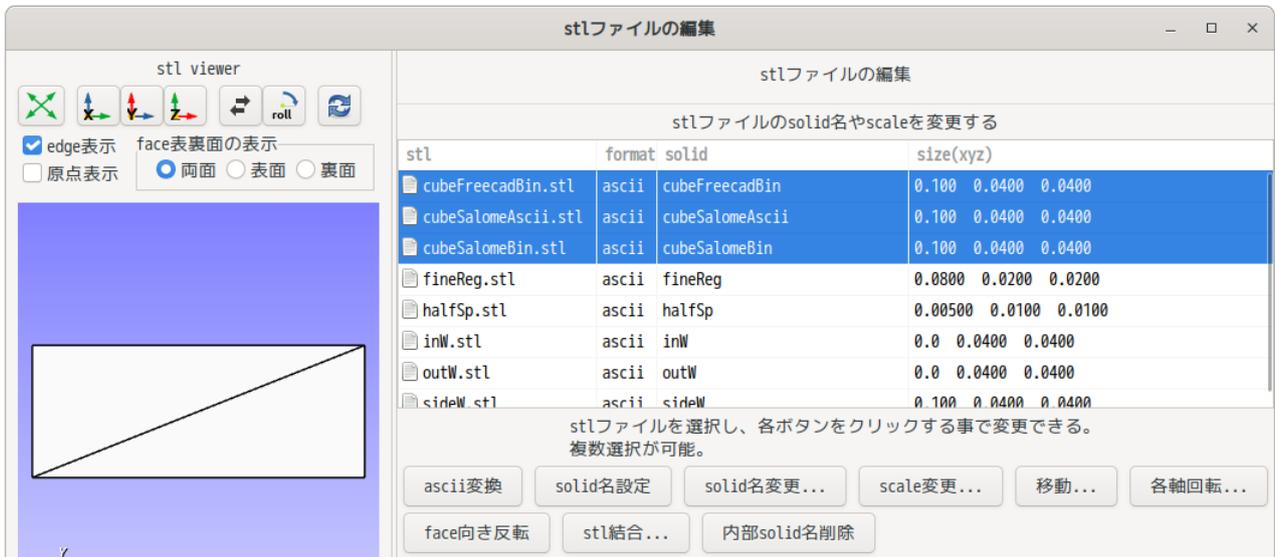 stlファイルの編集
stl viewer
X Y Z roll
edge表示
原点表示
face表裏面の表示
両面 表面 裏面
stlファイルの編集
stlファイルのsolid名やscaleを変更する
stl format solid size(xyz)
cubeFreecadBin.stl ascii cubeFreecadBin 0.100 0.0400 0.0400
cubeSalomeAscii.stl ascii cubeSalomeAscii 0.100 0.0400 0.0400
cubeSalomeBin.stl ascii cubeSalomeBin 0.100 0.0400 0.0400
fineReg.stl ascii fineReg 0.0800 0.0200 0.0200
halfSp.stl ascii halfSp 0.00500 0.0100 0.0100
inW.stl ascii inW 0.0 0.0400 0.0400
outW.stl ascii outW 0.0 0.0400 0.0400
sideW.stl ascii sideW 0.100 0.0400 0.0400
stlファイルを選択し、各ボタンをクリックする事で変更できる。
複数選択が可能。
ascii変換 solid名設定 solid名変更... scale変更... 移動... 各軸回転...
face向き反転 stl結合... 内部solid名削除